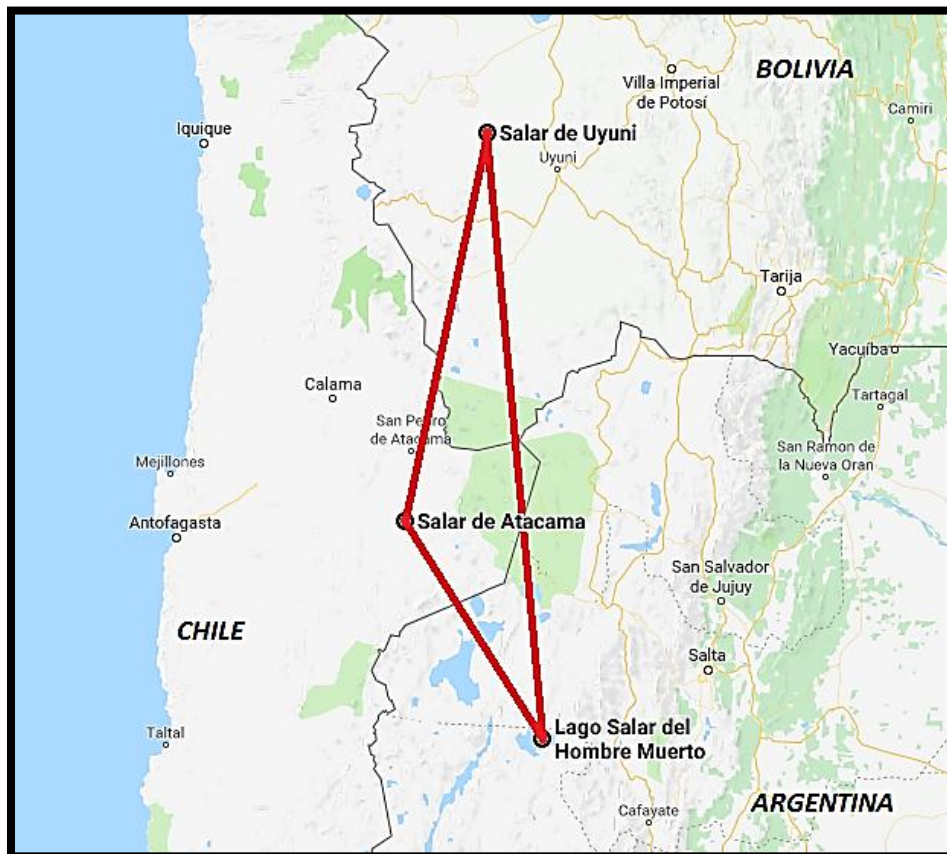 BOLIVIA
Villa Imperial
de Potosí
Camiri
Iquique
Salar de Uyuni
Uyuni
Tarija
Yacuíba
Calama
Tartagal
San Pedro
de Atacama
San Ramon de
la Nueva Oran
Mejillones
Antofagasta
Salar de Atacama
San Salvador
de Jujuy
CHILE
Salta
Taltal
Lago Salar del
Hombre Muerto
ARGENTINA
Cafayate